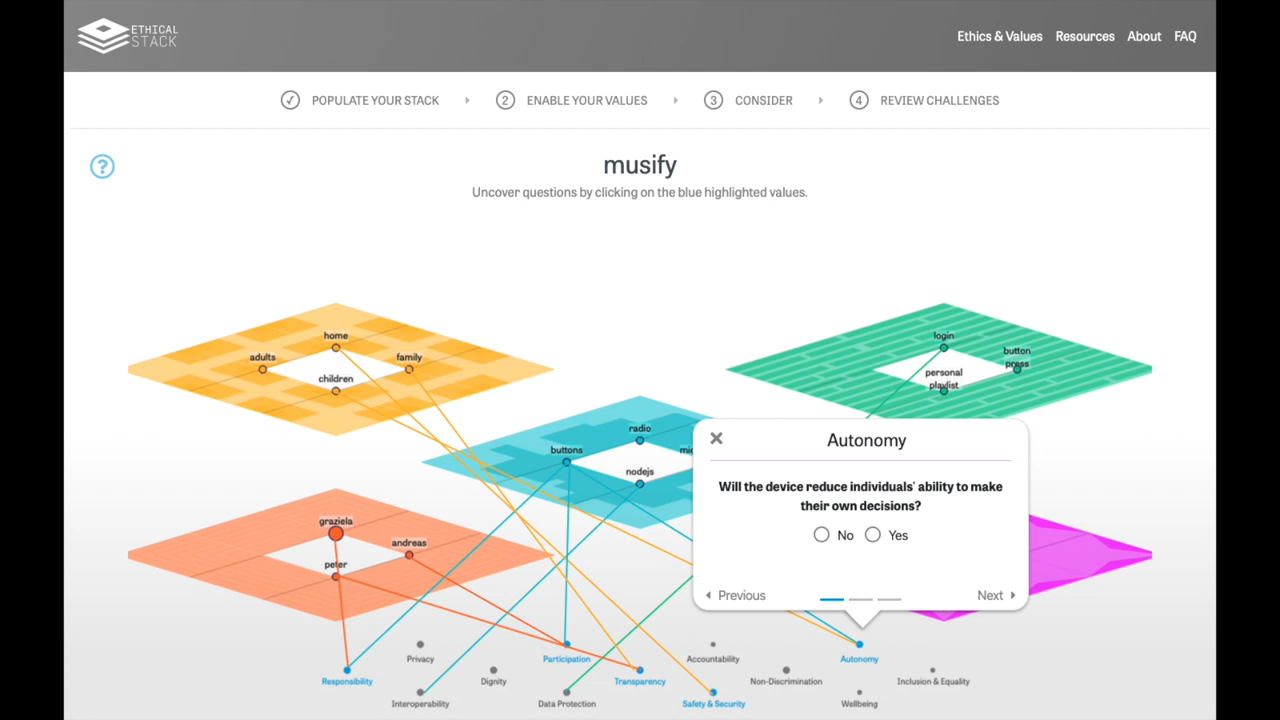 ETHICAL
STACK
Ethics & Values Resources About FAQ
✓ POPULATE YOUR STACK 2 ENABLE YOUR VALUES 3 CONSIDER 4 REVIEW CHALLENGES
?
musify
Uncover questions by clicking on the blue highlighted values.
home
adults
family
children
login
button
press
personal
playlist
radio
buttons
nodejs
graziela
andreas
peter
Autonomy
Will the device reduce individuals' ability to make
their own decisions?
No Yes
Previous Next
Privacy
Participation
Accountability
Autonomy
Responsibility
Dignity
Transparency
Non-Discrimination
Inclusion & Equality
Interoperability
Data Protection
Safety & Security
Wellbeing